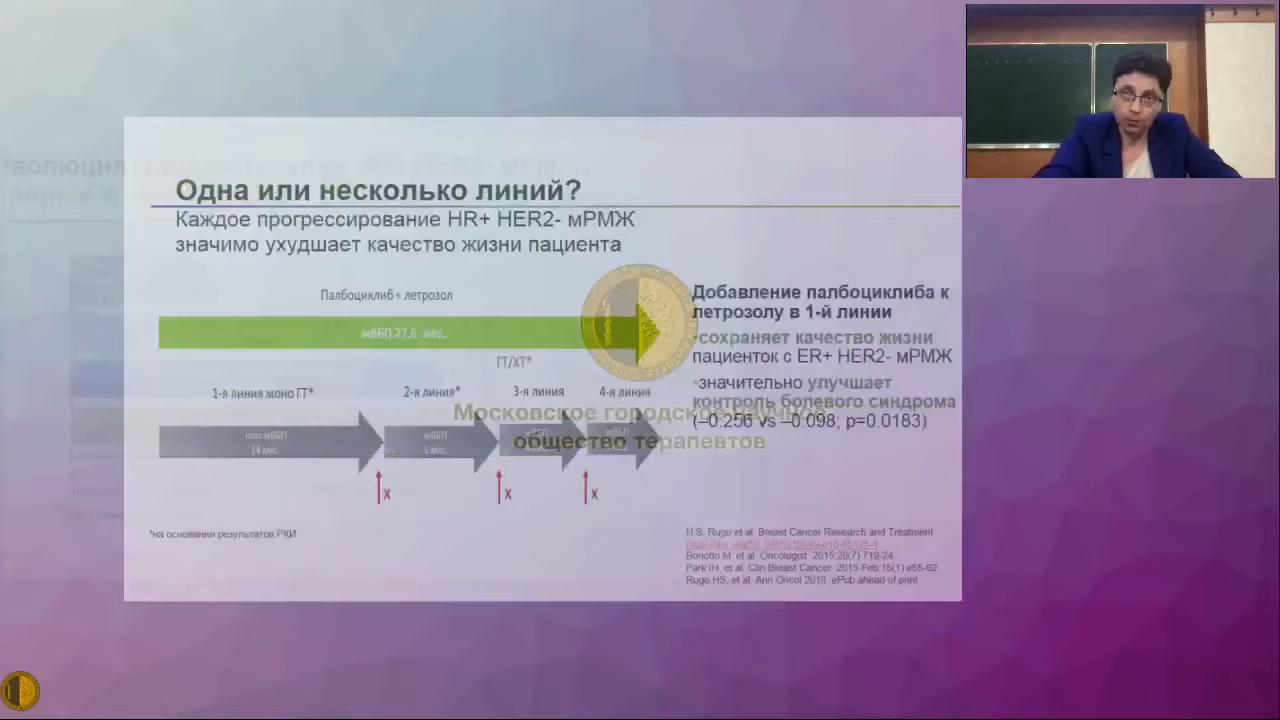 Одна или несколько линий?
Каждое прогрессирование HR+ HER2- мРМЖ
значимо ухудшает качество жизни пациента
Палбоциклиб+ летрозол
мВБП 27,6 мес.
ГТ/ХТ*
1-я линия моно ГТ*
2-я линия*
3-я линия
4-я линия
мВБП
14 мес.
мВБП
5 мес.
х
х
х
*на основании результатов РКИ
Добавление палбоциклиба к
летрозолу в 1-й линии
•сохраняет качество жизни
пациенток с ER+ HER2- мРМЖ
•значительно улучшает
контроль болевого синдрома
(–0.256 vs –0.098; p=0.0183)
Московское городское научное
общество терапевтов
H.S. Rugo et al. Breast Cancer Research and Treatment
Bonotto M. et al. Oncologist. 2015;20(7) 719-24.
Park IH, et al. Clin Breast Cancer. 2015 Feb;15(1) e55-62.
Rugo HS, et al. Ann Oncol 2018. ePub ahead of print